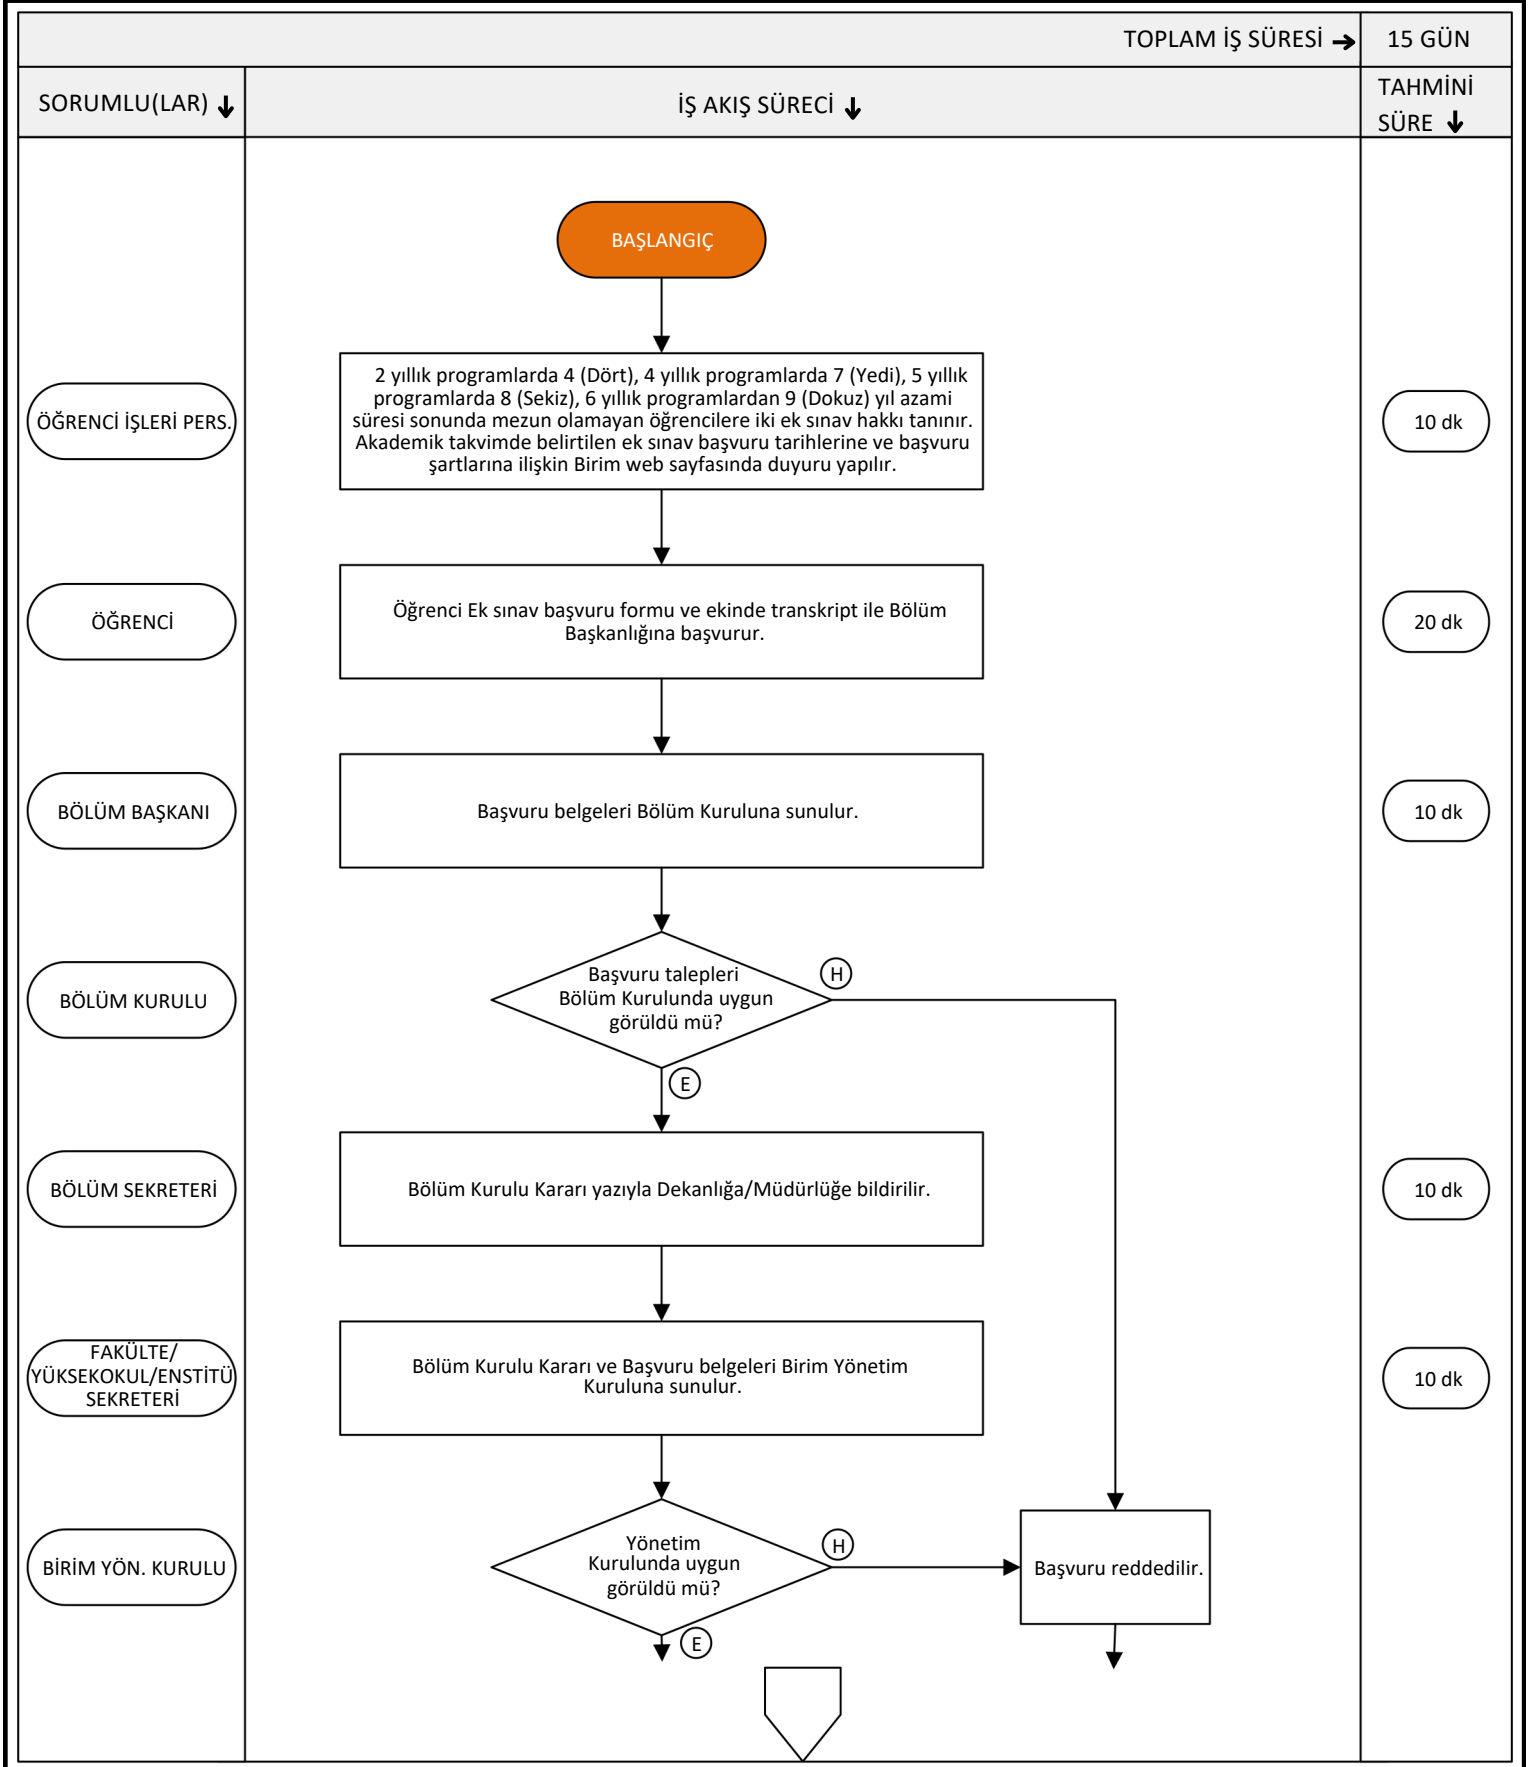 TOPLAM İŞ SÜRESİ
15 GÜN
SORUMLU(LAR)
İŞ AKIŞ SÜRECİ
TAHMİNİ
SÜRE
BAŞLANGIÇ
ÖĞRENCİ İŞLERİ PERS.
2 yıllık programlarda 4 (Dört), 4 yıllık programlarda 7 (Yedi), 5 yıllık
programlarda 8 (Sekiz), 6 yıllık programlardan 9 (Dokuz) yıl azami
süresi sonunda mezun olamayan öğrencilere iki ek sınav hakkı tanınır.
Akademik takvimde belirtilen ek sınav başvuru tarihlerine ve başvuru
şartlarına ilişkin Birim web sayfasında duyuru yapılır.
10 dk
ÖĞRENCİ
Öğrenci Ek sınav başvuru formu ve ekinde transkript ile Bölüm
Başkanlığına başvurur.
20 dk
BÖLÜM BAŞKANI
Başvuru belgeleri Bölüm Kuruluna sunulur.
10 dk
BÖLÜM KURULU
Başvuru talepleri
Bölüm Kurulunda uygun
görüldü mü?
H
E
BÖLÜM SEKRETERİ
Bölüm Kurulu Kararı yazıyla Dekanlığa/Müdürlüğe bildirilir.
10 dk
FAKÜLTE/
YÜKSEKOKUL/ENSTİTÜ
SEKRETERİ
Bölüm Kurulu Kararı ve Başvuru belgeleri Birim Yönetim
Kuruluna sunulur.
10 dk
BİRİM YÖN. KURULU
Yönetim
Kurulunda uygun
görüldü mü?
H
Başvuru reddedilir.
E